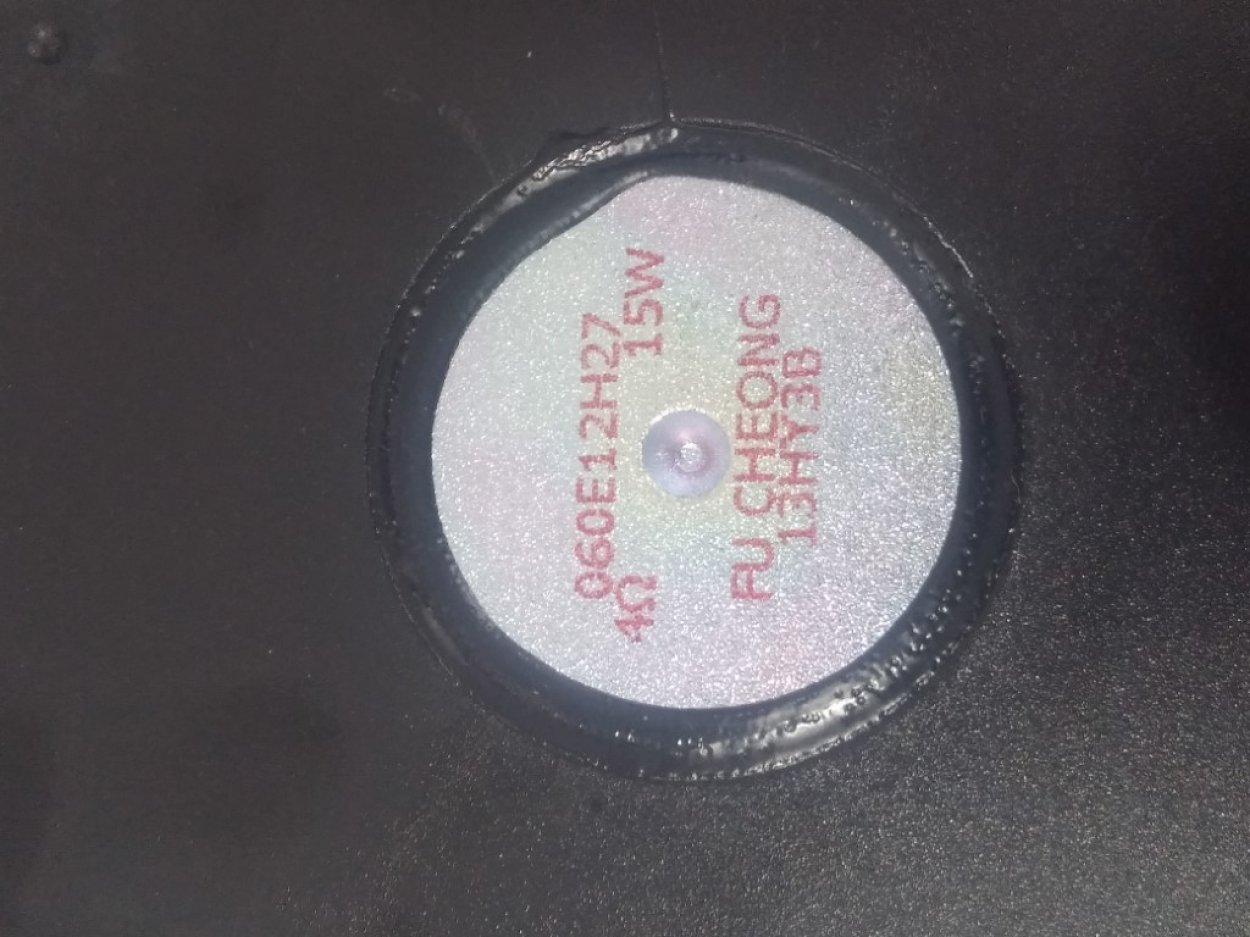 060E12H27
4Ω 15W
FU CHEONG
13HY3B